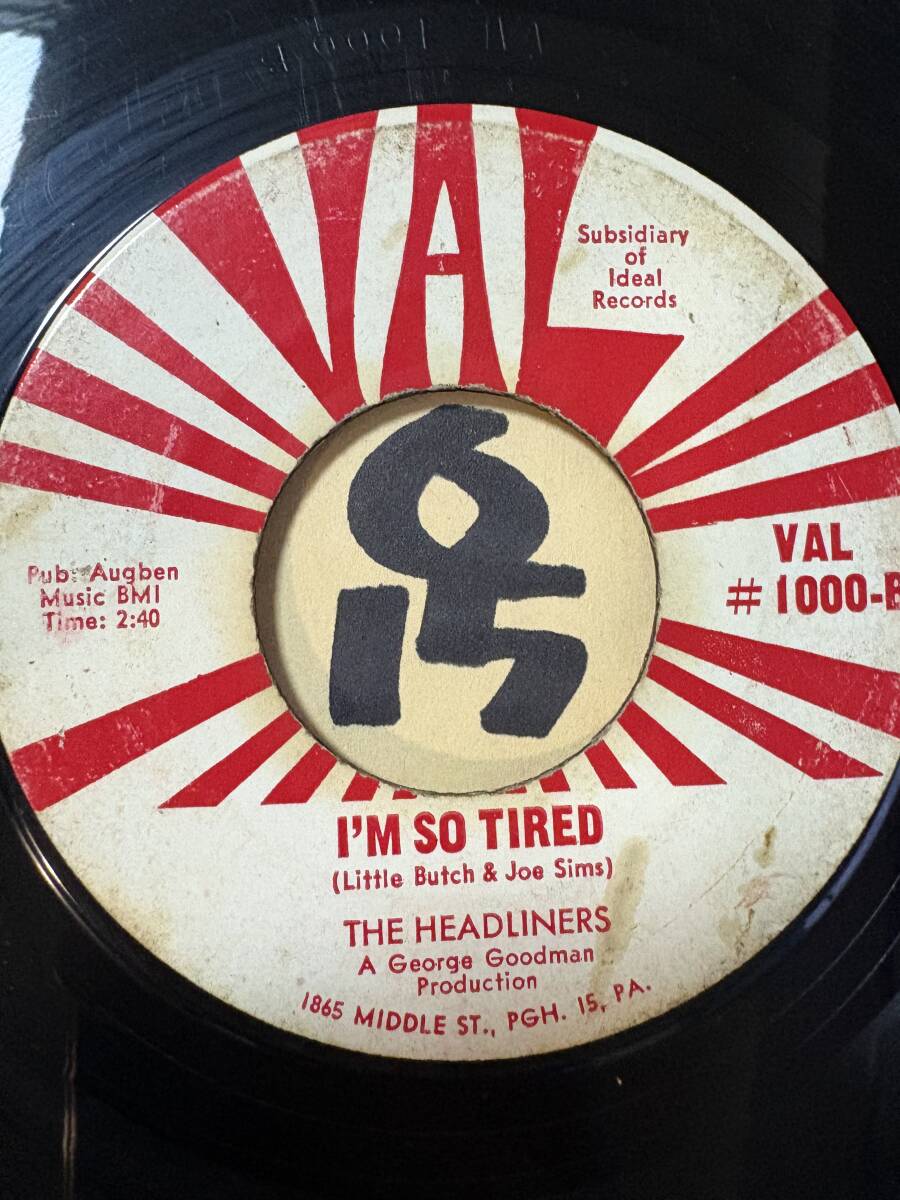 VAL
Subsidiary
of
Ideal
Records
VAL
#1000-B
Pub: Augben
Music BMI
Time: 2:40
I'M SO TIRED
(Little Butch & Joe Sims)
THE HEADLINERS
A George Goodman
Production
1865 MIDDLE ST., PGH. 15, PA.